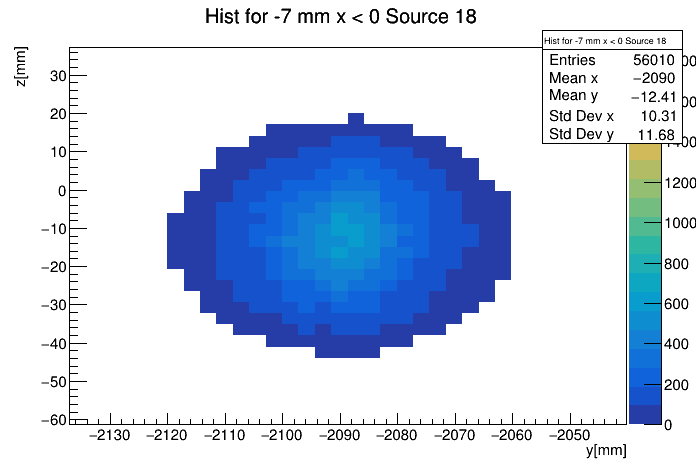 Hist for -7 mm x < 0 Source 18
z[mm]
Hist for -7 mm x < 0 Source 18
Entries 56010
Mean x −2090
Mean y −12.41
Std Dev x 10.31
Std Dev y 11.68
30
20
10
0
−10
−20
−30
−40
−50
−60
1200
1000
800
600
400
200
0
−2130 −2120 −2110 −2100 −2090 −2080 −2070 −2060 −2050
y[mm]